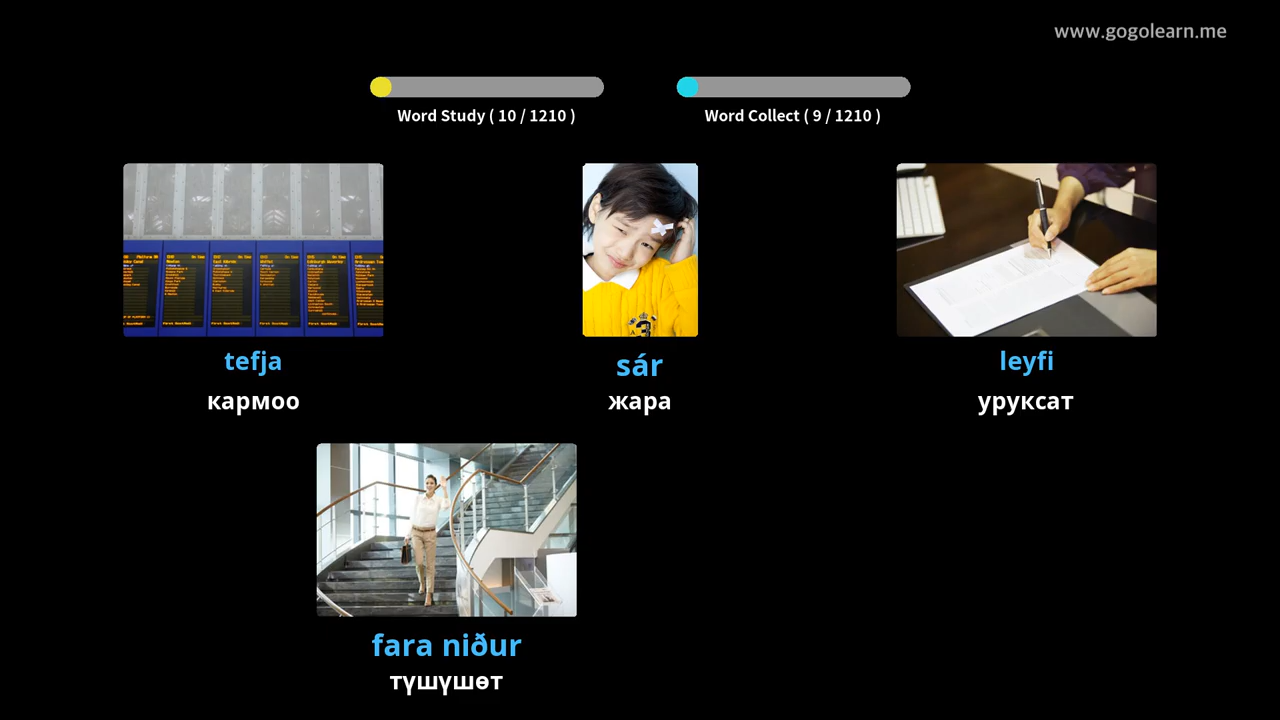 www.gogolearn.me
Word Study ( 10 / 1210 )
Word Collect ( 9 / 1210 )
tefja
sár
leyfi
кармоо
жара
уруксат
3
fara niður
түшүшөт